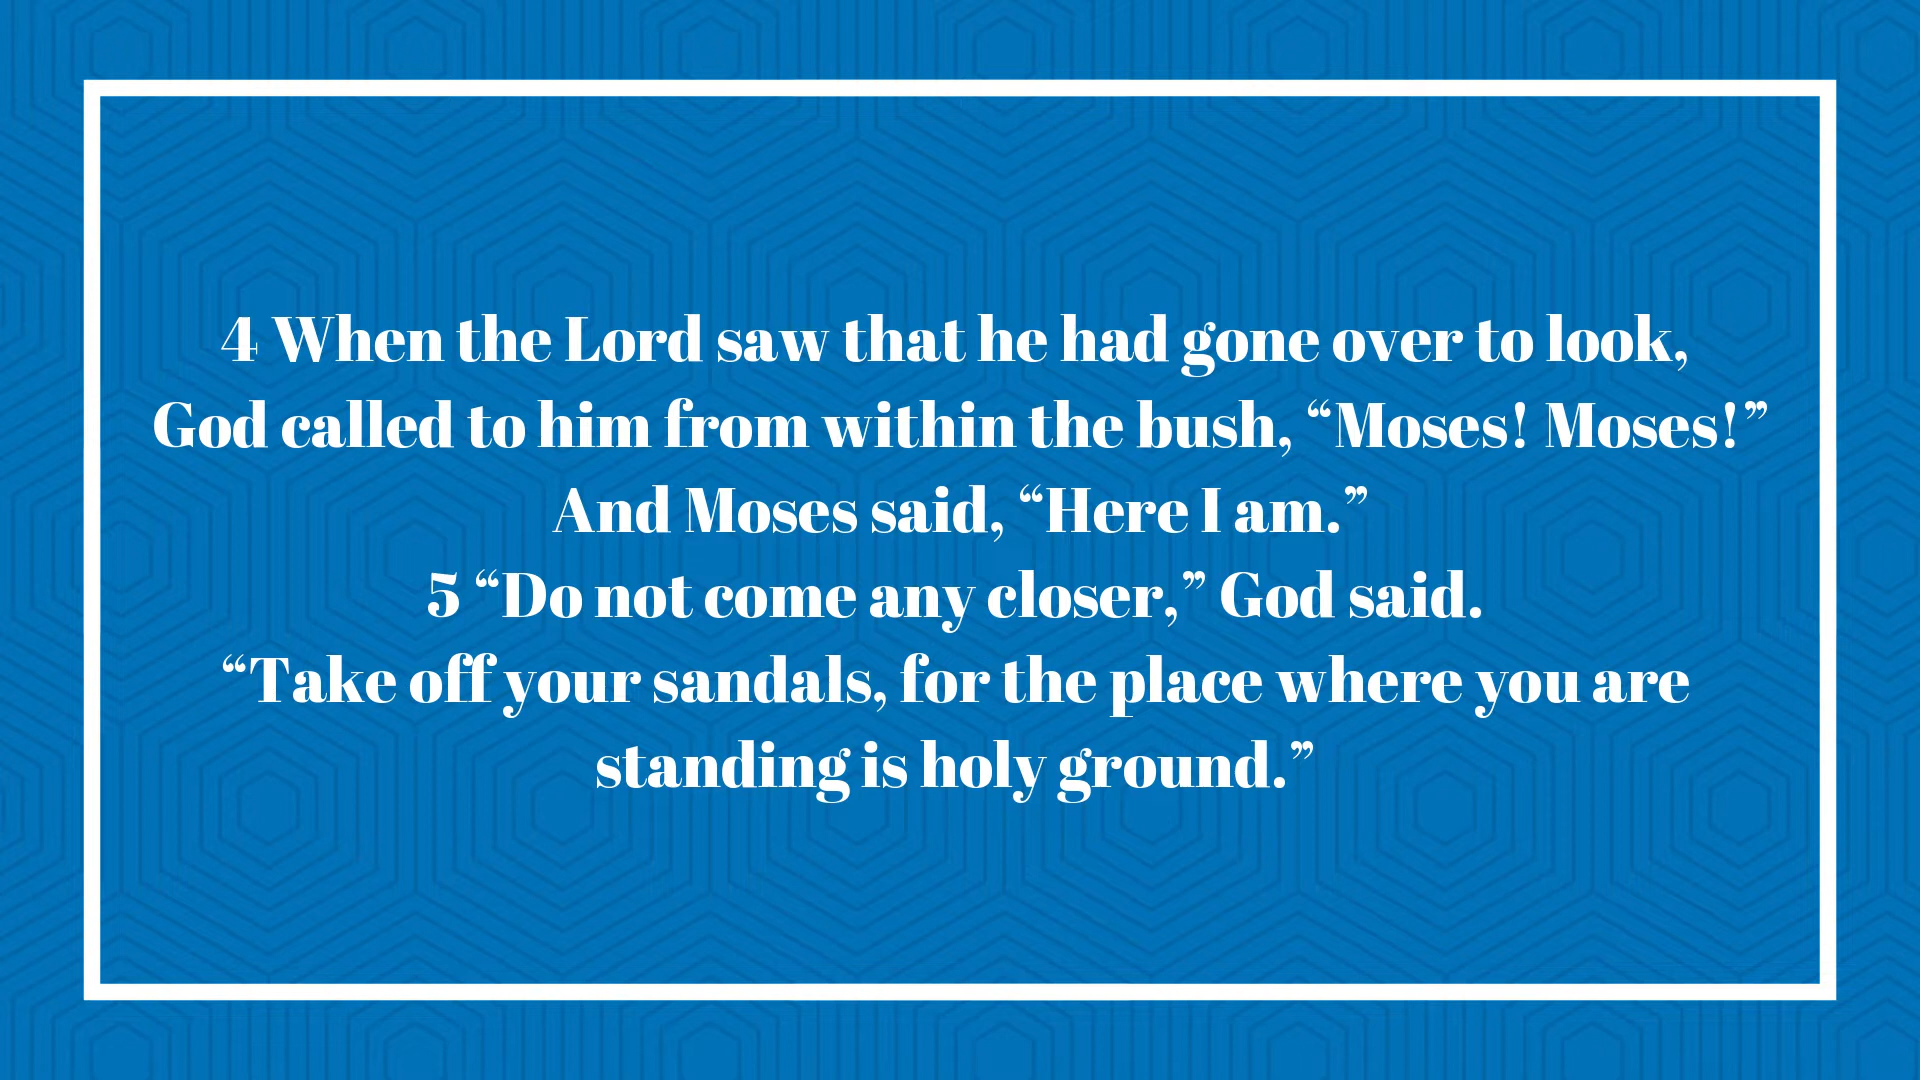 4 When the Lord saw that he had gone over to look,
God called to him from within the bush, “Moses! Moses!”
And Moses said, “Here I am.”
5 “Do not come any closer,” God said.
“Take off your sandals, for the place where you are
standing is holy ground.”